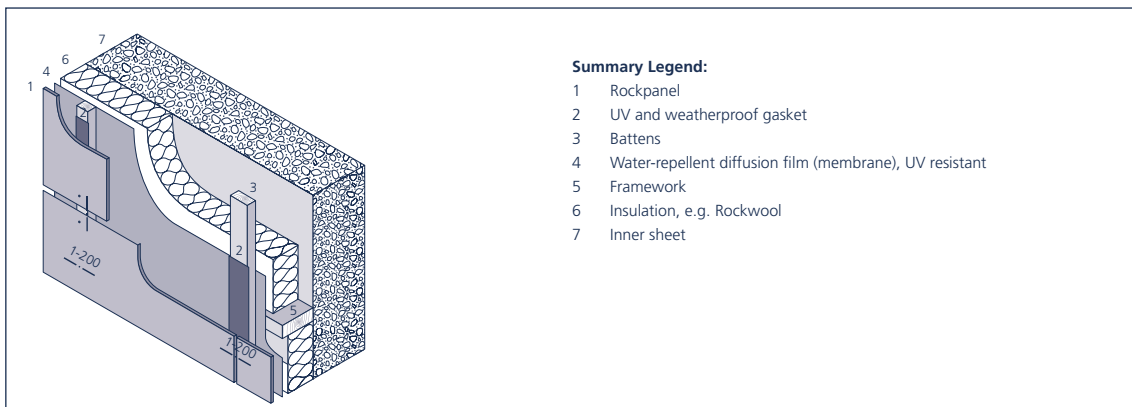 7
6
4
1
2
3
2
5
1-200
1-200
Summary Legend:
1 Rockpanel
2 UV and weatherproof gasket
3 Battens
4 Water-repellent diffusion film (membrane), UV resistant
5 Framework
6 Insulation, e.g. Rockwool
7 Inner sheet